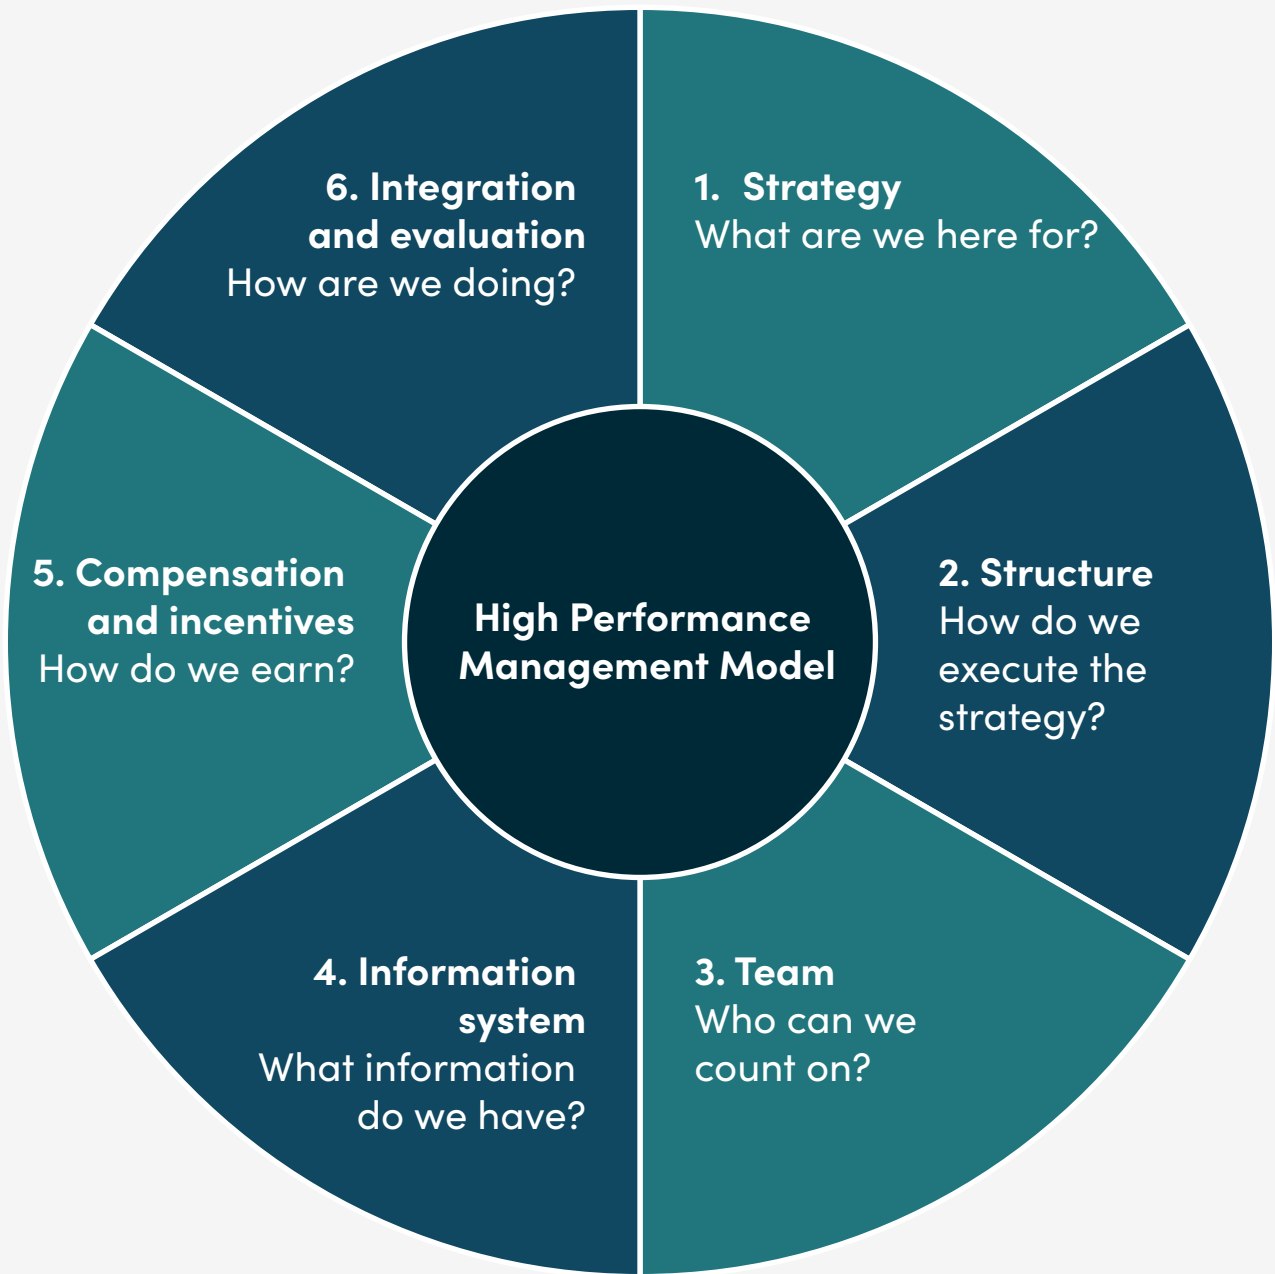 1. Strategy
What are we here for?
2. Structure
How do we
execute the
strategy?
3. Team
Who can we
count on?
4. Information
system
What information
do we have?
5. Compensation
and incentives
How do we earn?
6. Integration
and evaluation
How are we doing?
High Performance
Management Model